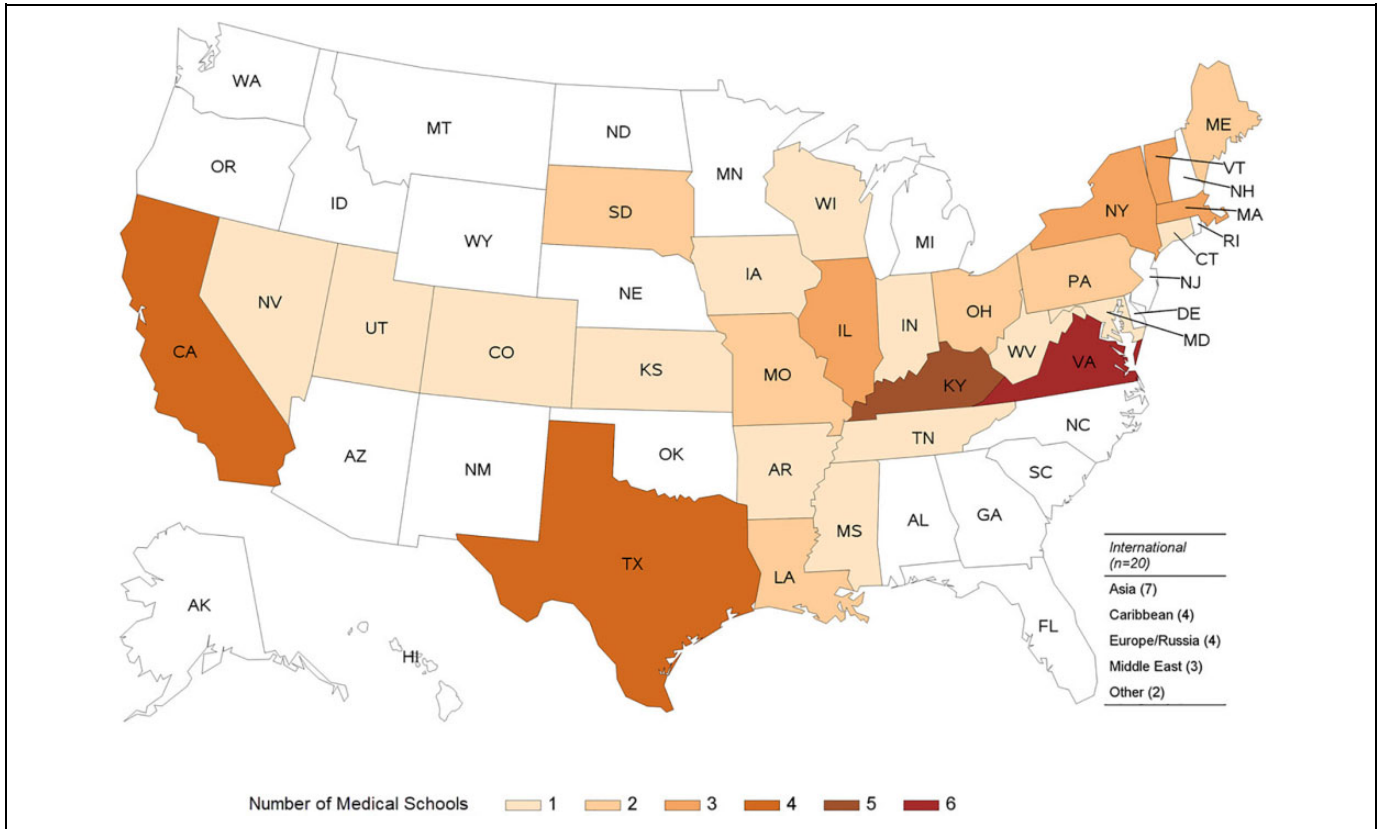 WA
MT
ND
MN
ME
VT
NH
OR
ID
SD
WI
NY
MA
WY
MI
RI
CT
IA
PA
NJ
NE
NV
UT
OH
DE
IL
IN
MD
CA
CO
WV
VA
KS
MO
KY
NC
TN
AZ
NM
OK
AR
SC
MS
AL
GA
TX
LA
AK
HI
FL
International
(n=20)
Asia (7)
Caribbean (4)
Europe/Russia (4)
Middle East (3)
Other (2)
Number of Medical Schools 1 2 3 4 5 6